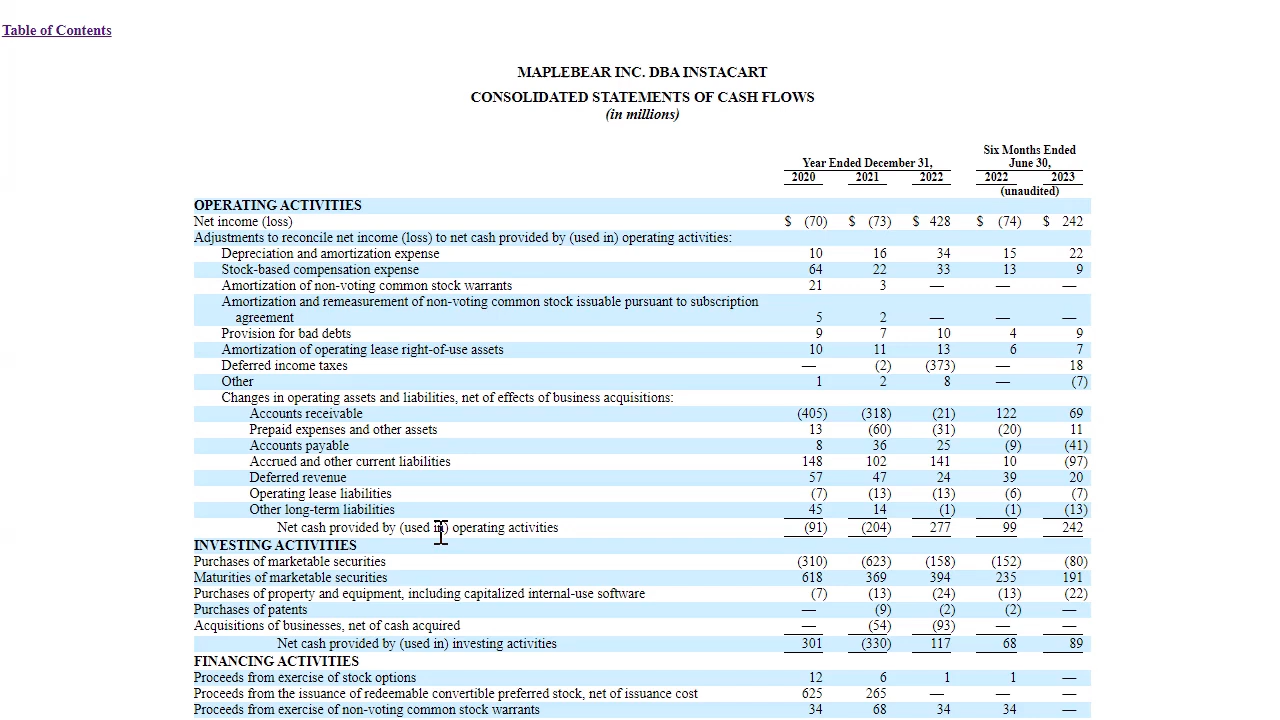 Table of Contents
MAPLEBEAR INC. DBA INSTACART
CONSOLIDATED STATEMENTS OF CASH FLOWS
(in millions)
Six Months Ended
Year Ended December 31, June 30,
2020 2021 2022 2022 2023
(unaudited)
OPERATING ACTIVITIES
Net income (loss) $ (70) $ (73) $ 428 $ (74) $ 242
Adjustments to reconcile net income (loss) to net cash provided by (used in) operating activities:
Depreciation and amortization expense 10 16 34 15 22
Stock-based compensation expense 64 22 33 13 9
Amortization of non-voting common stock warrants 21 3 — — —
Amortization and remeasurement of non-voting common stock issuable pursuant to subscription
agreement 5 2 — — —
Provision for bad debts 9 7 10 4 9
Amortization of operating lease right-of-use assets 10 11 13 6 7
Deferred income taxes — (2) (373) — 18
Other 1 2 8 — (7)
Changes in operating assets and liabilities, net of effects of business acquisitions:
Accounts receivable (405) (318) (21) 122 69
Prepaid expenses and other assets 13 (60) (31) (20) 11
Accounts payable 8 36 25 (9) (41)
Accrued and other current liabilities 148 102 141 10 (97)
Deferred revenue 57 47 24 39 20
Operating lease liabilities (7) (13) (13) (6) (7)
Other long-term liabilities 45 14 (1) (1) (13)
Net cash provided by (used in) operating activities (91) (204) 277 99 242
INVESTING ACTIVITIES
Purchases of marketable securities (310) (623) (158) (152) (80)
Maturities of marketable securities 618 369 394 235 191
Purchases of property and equipment, including capitalized internal-use software (7) (13) (24) (13) (22)
Purchases of patents — (9) (2) (2) —
Acquisitions of businesses, net of cash acquired — (54) (93) — —
Net cash provided by (used in) investing activities 301 (330) 117 68 89
FINANCING ACTIVITIES
Proceeds from exercise of stock options 12 6 1 1 —
Proceeds from the issuance of redeemable convertible preferred stock, net of issuance cost 625 265 — — —
Proceeds from exercise of non-voting common stock warrants 34 68 34 34 —